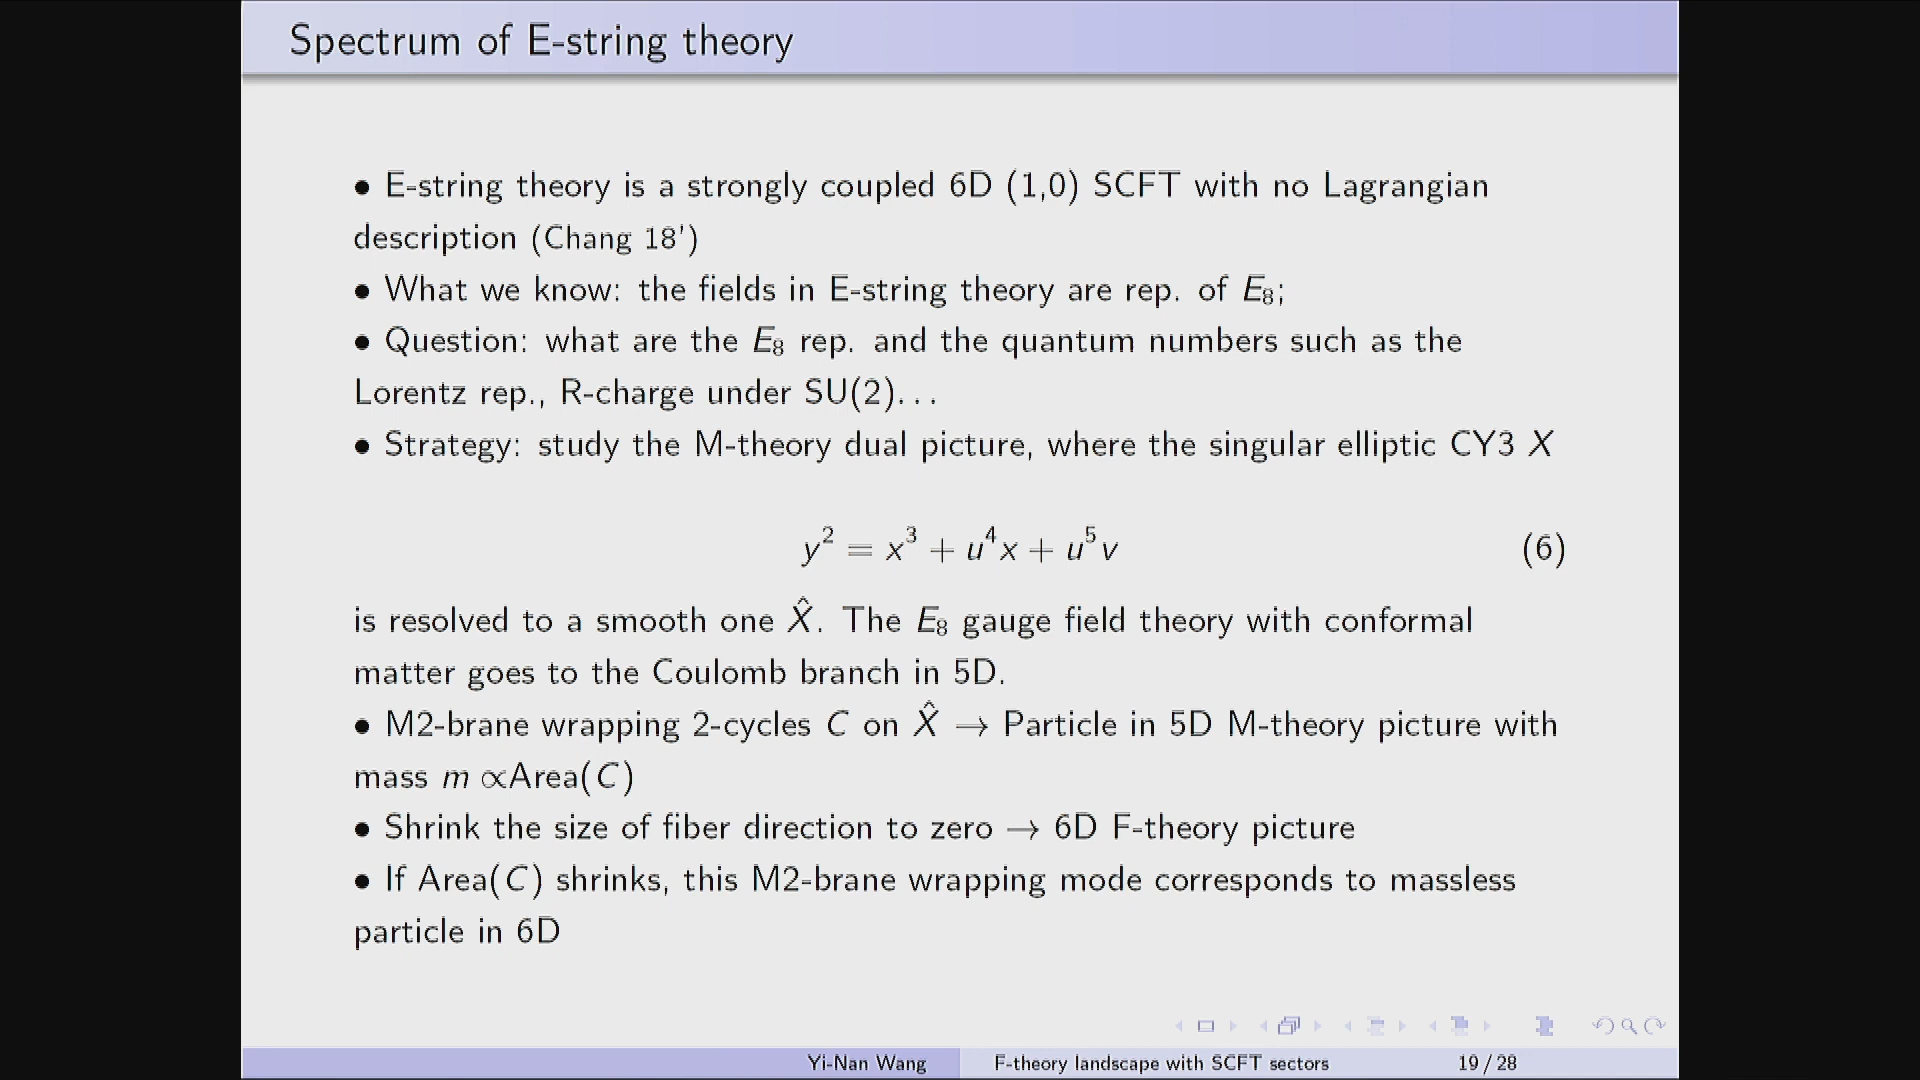 Spectrum of E-string theory
• E-string theory is a strongly coupled 6D (1,0) SCFT with no Lagrangian
description (Chang 18')
• What we know: the fields in E-string theory are rep. of E₈;
• Question: what are the E₈ rep. and the quantum numbers such as the
Lorentz rep., R-charge under SU(2)...
• Strategy: study the M-theory dual picture, where the singular elliptic CY3 X
y² = x³ + u⁴x + u⁵v (6)
is resolved to a smooth one X̂. The E₈ gauge field theory with conformal
matter goes to the Coulomb branch in 5D.
• M2-brane wrapping 2-cycles C on X̂ → Particle in 5D M-theory picture with
mass m ∝Area(C)
• Shrink the size of fiber direction to zero → 6D F-theory picture
• If Area(C) shrinks, this M2-brane wrapping mode corresponds to massless
particle in 6D
Yi-Nan Wang F-theory landscape with SCFT sectors 19 / 28